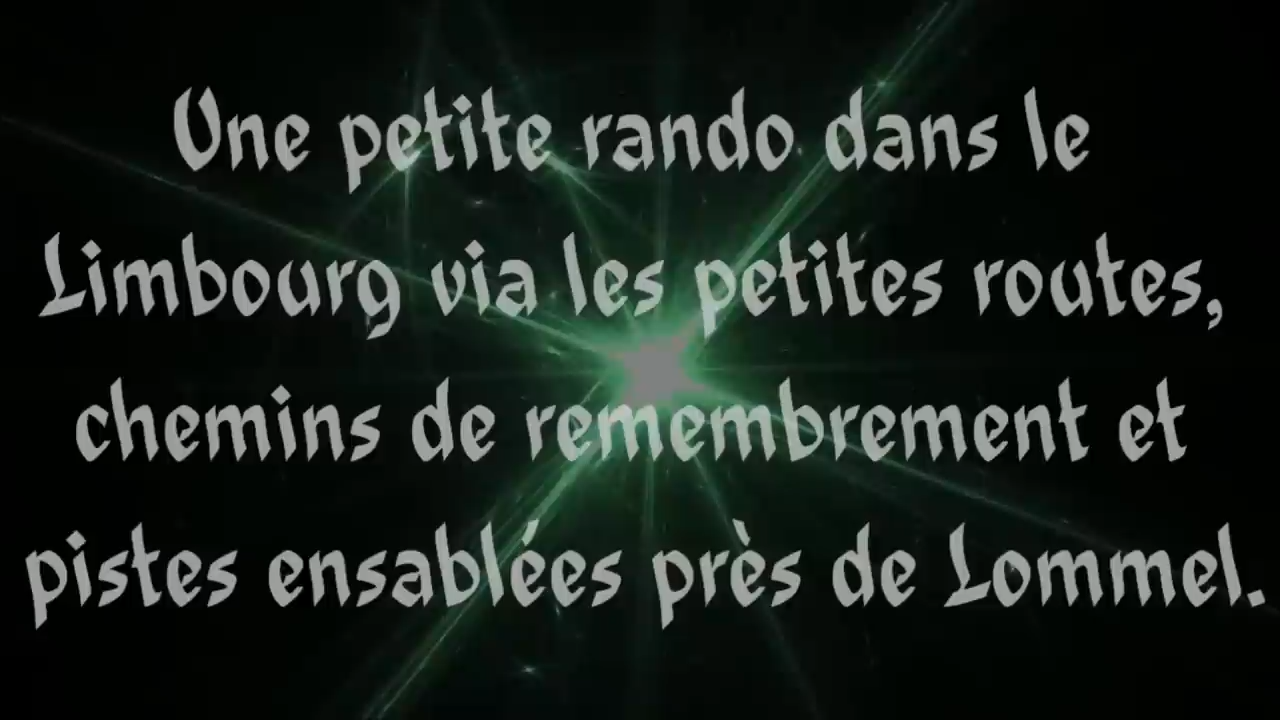 Une petite rando dans le
Limbourg via les petites routes,
chemins de remembrement et
pistes ensablées près de Lommel.